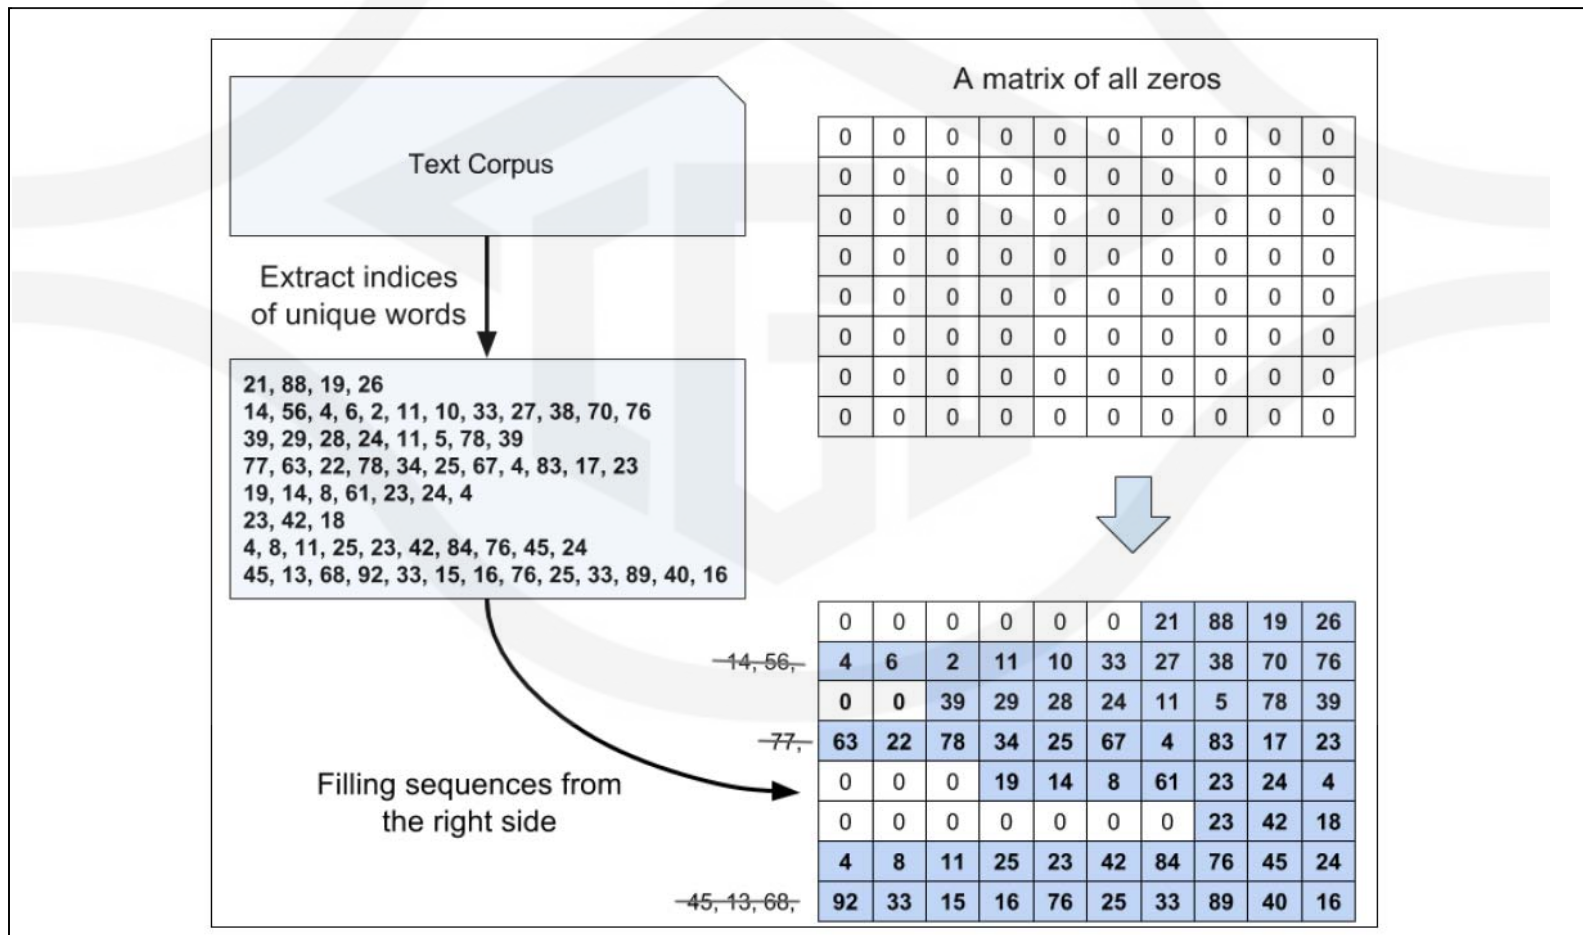 Text Corpus
Extract indices
of unique words
21, 88, 19, 26
14, 56, 4, 6, 2, 11, 10, 33, 27, 38, 70, 76
39, 29, 28, 24, 11, 5, 78, 39
77, 63, 22, 78, 34, 25, 67, 4, 83, 17, 23
19, 14, 8, 61, 23, 24, 4
23, 42, 18
4, 8, 11, 25, 23, 42, 84, 76, 45, 24
45, 13, 68, 92, 33, 15, 16, 76, 25, 33, 89, 40, 16
Filling sequences from
the right side
A matrix of all zeros
0 0 0 0 0 0 0 0 0 0
0 0 0 0 0 0 0 0 0 0
0 0 0 0 0 0 0 0 0 0
0 0 0 0 0 0 0 0 0 0
0 0 0 0 0 0 0 0 0 0
0 0 0 0 0 0 0 0 0 0
0 0 0 0 0 0 0 0 0 0
0 0 0 0 0 0 0 0 0 0
0 0 0 0 0 0 21 88 19 26
14, 56, 4 6 2 11 10 33 27 38 70 76
0 0 39 29 28 24 11 5 78 39
77, 63 22 78 34 25 67 4 83 17 23
0 0 0 19 14 8 61 23 24 4
0 0 0 0 0 0 0 23 42 18
4 8 11 25 23 42 84 76 45 24
45, 13, 68, 92 33 15 16 76 25 33 89 40 16